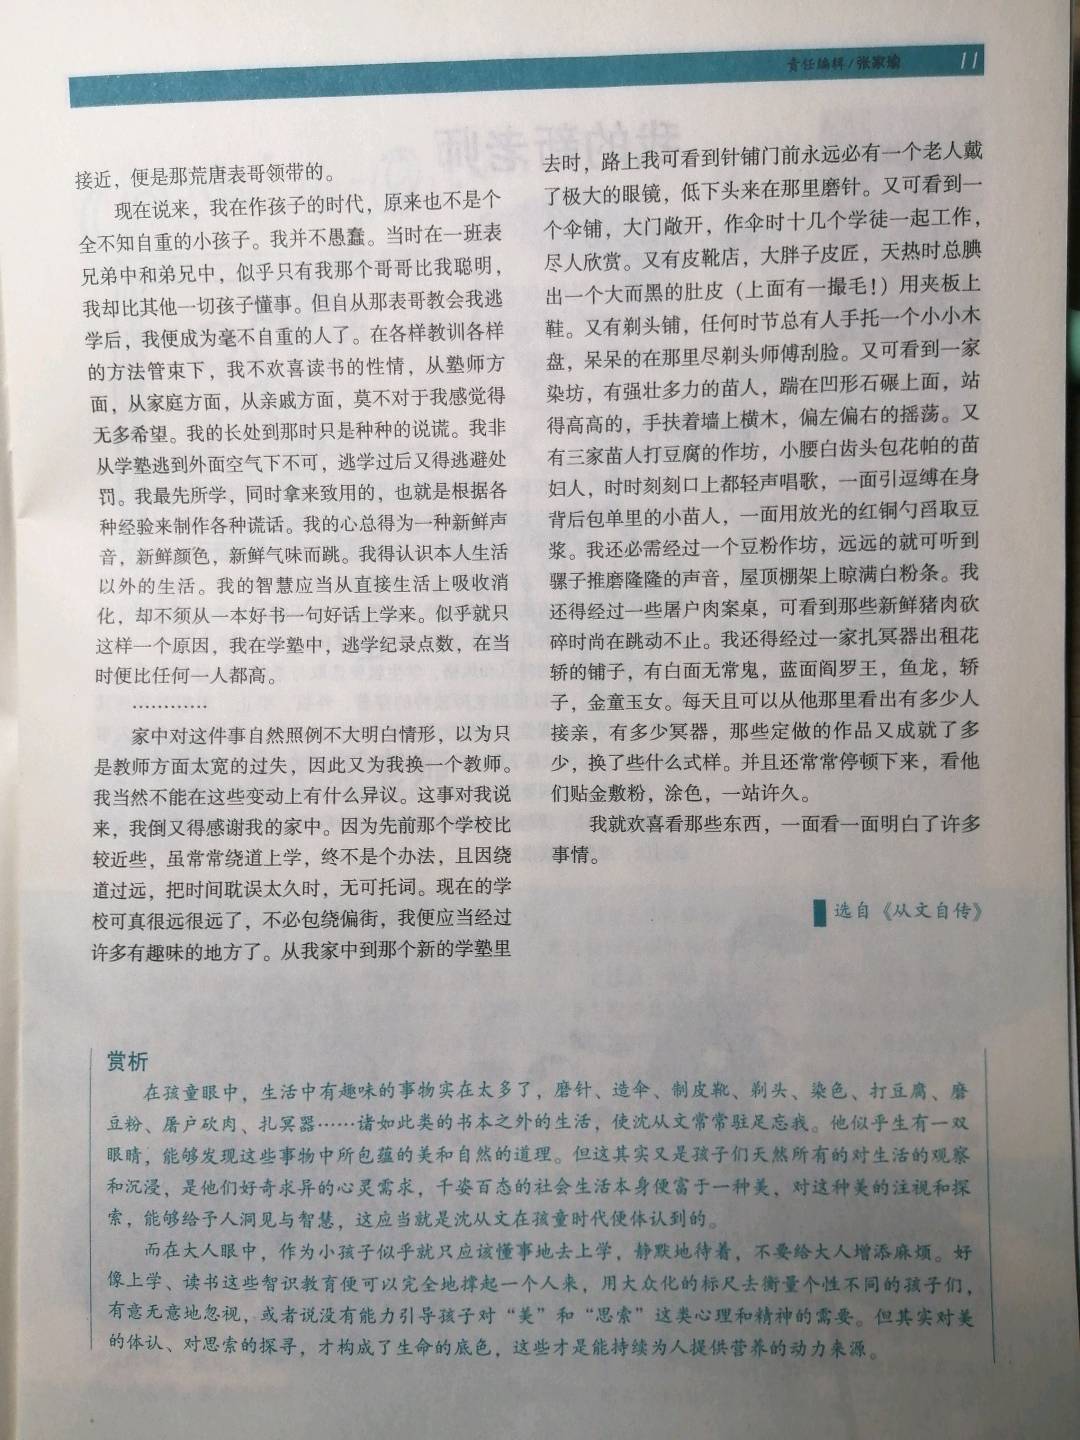 责任编辑/张家瑜 11
接近，便是那荒唐表哥领带的。
现在说来，我在作孩子的时代，原来也不是个
全不知自重的小孩子。我并不愚蠢。当时在一班表
兄弟中和弟兄中，似乎只有我那个哥哥比我聪明，
我却比其他一切孩子懂事。但自从那表哥教会我逃
学后，我便成为毫不自重的人了。在各样教训各样
的方法管束下，我不欢喜读书的性情，从塾师方
面，从家庭方面，从亲戚方面，莫不对于我感觉得
无多希望。我的长处到那时只是种种的说谎。我非
从学塾逃到外面空气下不可，逃学过后又得逃避处
罚。我最先所学，同时拿来致用的，也就是根据各
种经验来制作各种谎话。我的心总得为一种新鲜声
音，新鲜颜色，新鲜气味而跳。我得认识本人生活
以外的生活。我的智慧应当从直接生活上吸收消
化，却不须从一本好书一句好话上学来。似乎就只
这样一个原因，我在学塾中，逃学纪录点数，在当
时便比任何一人都高。
…………
家中对这件事自然照例不大明白情形，以为只
是教师方面太宽的过失，因此又为我换一个教师。
我当然不能在这些变动上有什么异议。这事对我说
来，我倒又得感谢我的家中。因为先前那个学校比
较近些，虽常常绕道上学，终不是个办法，且因绕
道过远，把时间耽误太久时，无可托词。现在的学
校可真很远很远了，不必包绕偏街，我便应当经过
许多有趣味的地方了。从我家中到那个新的学塾里
去时，路上我可看到针铺门前永远必有一个老人戴
了极大的眼镜，低下头来在那里磨针。又可看到一
个伞铺，大门敞开，作伞时十几个学徒一起工作，
尽人欣赏。又有皮靴店，大胖子皮匠，天热时总腆
出一个大而黑的肚皮（上面有一撮毛！）用夹板上
鞋。又有剃头铺，任何时节总有人手托一个小小木
盘，呆呆的在那里尽剃头师傅刮脸。又可看到一家
染坊，有强壮多力的苗人，踹在凹形石碾上面，站
得高高的，手扶着墙上横木，偏左偏右的摇荡。又
有三家苗人打豆腐的作坊，小腰白齿头包花帕的苗
妇人，时时刻刻口上都轻声唱歌，一面引逗缚在身
背后包单里的小苗人，一面用放光的红铜勺舀取豆
浆。我还必需经过一个豆粉作坊，远远的就可听到
骡子推磨隆隆的声音，屋顶棚架上晾满白粉条。我
还得经过一些屠户肉案桌，可看到那些新鲜猪肉砍
碎时尚在跳动不止。我还得经过一家扎冥器出租花
轿的铺子，有白面无常鬼，蓝面阎罗王，鱼龙，轿
子，金童玉女。每天且可以从他那里看出有多少人
接亲，有多少冥器，那些定做的作品又成就了多
少，换了些什么式样。并且还常常停顿下来，看他
们贴金敷粉，涂色，一站许久。
我就欢喜看那些东西，一面看一面明白了许多
事情。
选自《从文自传》
赏析
在孩童眼中，生活中有趣味的事物实在太多了，磨针、造伞、制皮靴、剃头、染色、打豆腐、磨
豆粉、屠户砍肉、扎冥器……诸如此类的书本之外的生活，使沈从文常常驻足忘我。他似乎生有一双
眼睛，能够发现这些事物中所包蕴的美和自然的道理。但这其实又是孩子们天然所有的对生活的观察
和沉浸，是他们好奇求异的心灵需求，千姿百态的社会生活本身便富于一种美，对这种美的注视和探
索，能够给予人洞见与智慧，这应当就是沈从文在孩童时代便体认到的。
而在大人眼中，作为小孩子似乎就只应该懂事地去上学，静默地待着，不要给大人增添麻烦。好
像上学、读书这些智识教育便可以完全地撑起一个人来，用大众化的标尺去衡量个性不同的孩子们，
有意无意地忽视，或者说没有能力引导孩子对“美”和“思索”这类心理和精神的需要。但其实对美
的体认、对思索的探寻，才构成了生命的底色，这些才是能持续为人提供营养的动力来源。